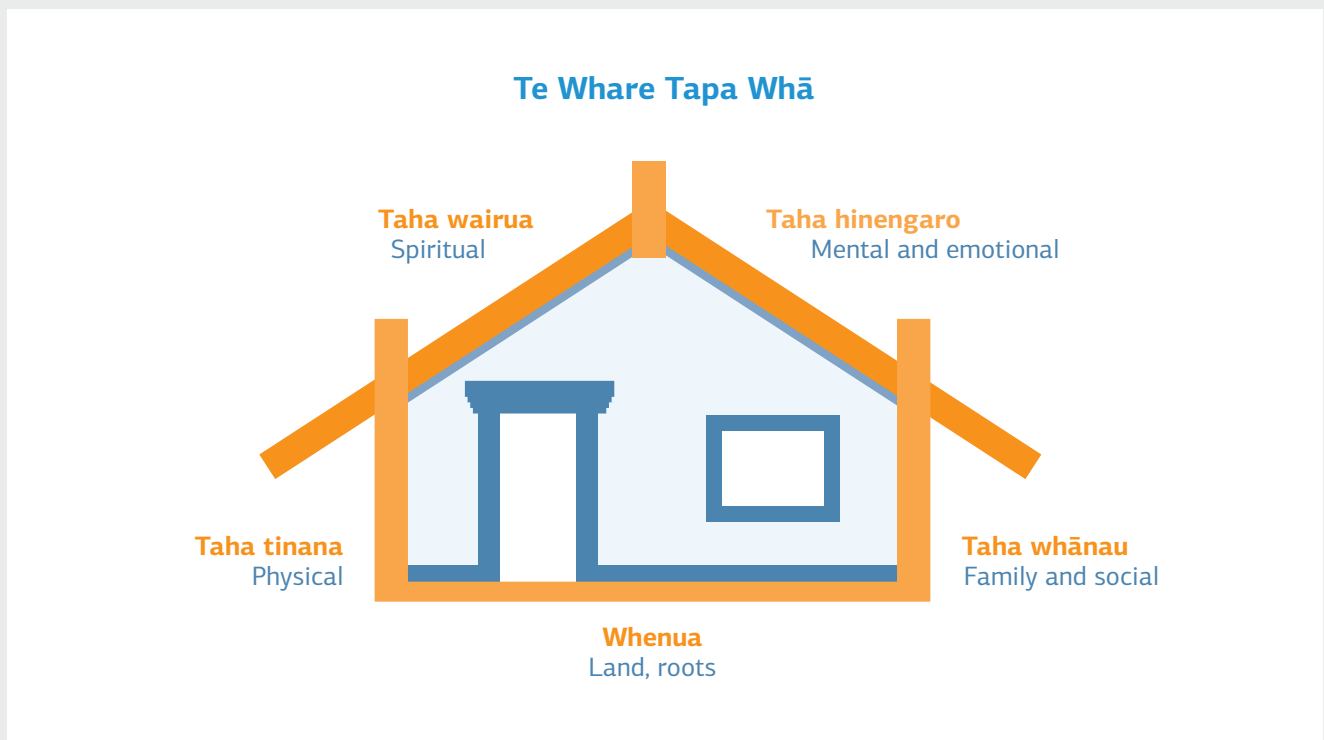 Te Whare Tapa Whā
Taha wairua
Spiritual
Taha hinengaro
Mental and emotional
Taha tinana
Physical
Taha whānau
Family and social
Whenua
Land, roots